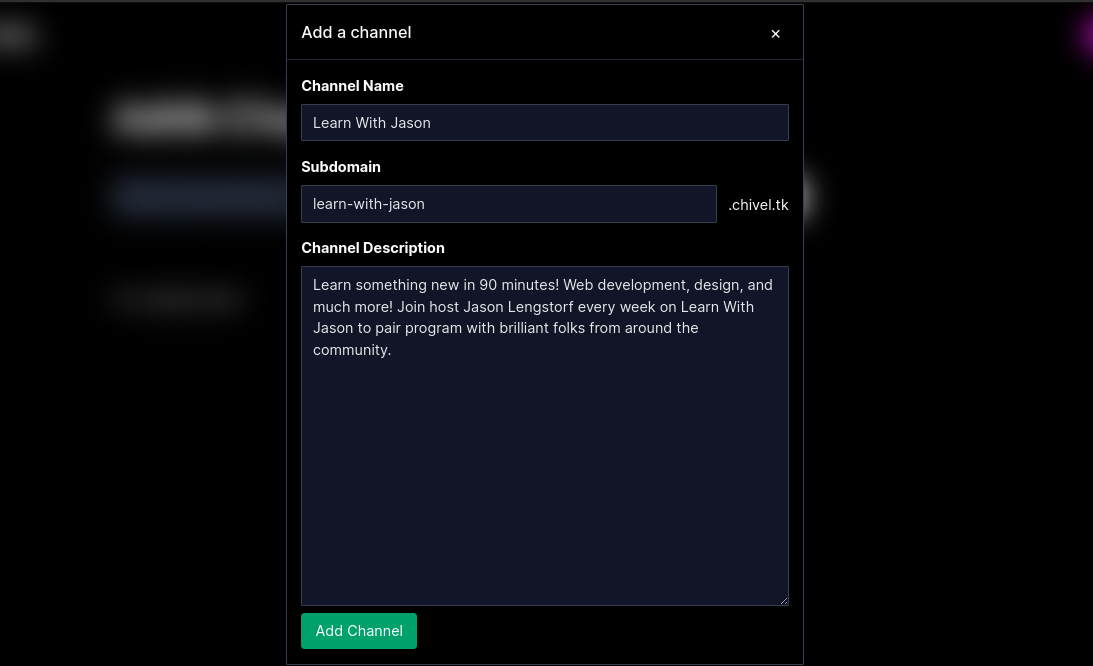 Add a channel
×
Channel Name
Learn With Jason
Subdomain
learn-with-jason .chivel.tk
Channel Description
Learn something new in 90 minutes! Web development, design, and
much more! Join host Jason Lengstorf every week on Learn With
Jason to pair program with brilliant folks from around the
community.
Add Channel